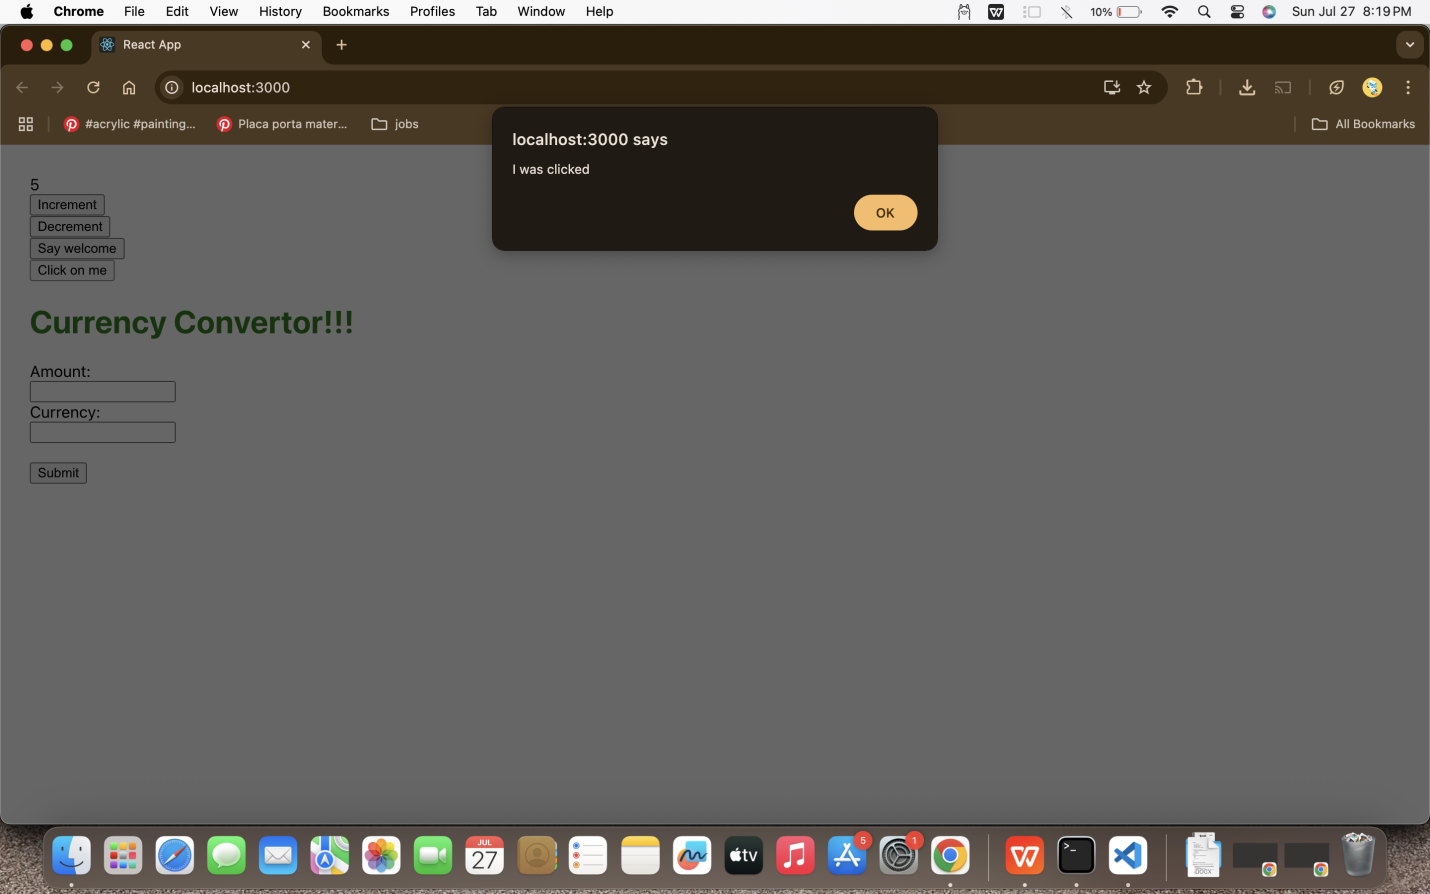 Chrome File Edit View History Bookmarks Profiles Tab Window Help 10% Sun Jul 27 8:19 PM
React App
localhost:3000
#acrylic #painting... Placa porta mater... jobs All Bookmarks
localhost:3000 says
I was clicked
OK
5
Increment
Decrement
Say welcome
Click on me
Currency Convertor!!!
Amount:
Currency:
Submit
JUL
27
tv
5
1
>_
DOCX